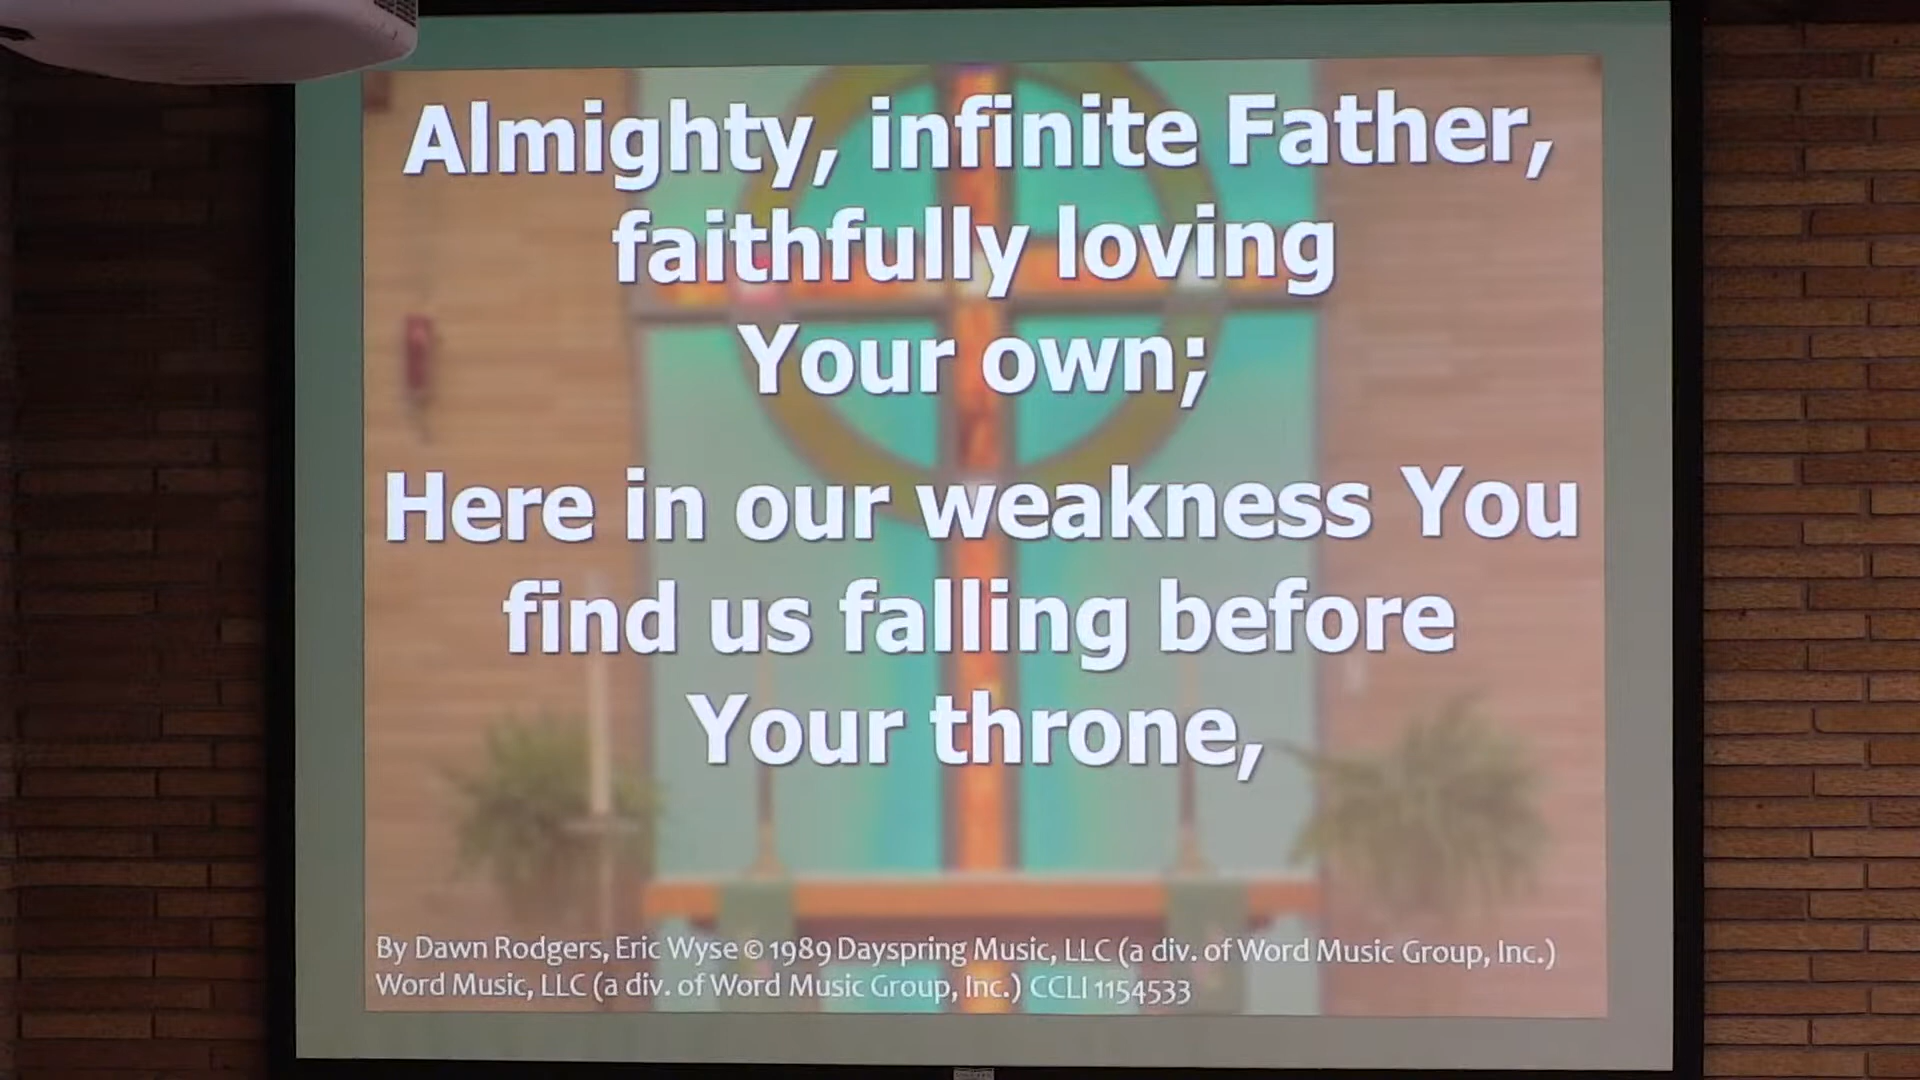 Almighty, infinite Father,
faithfully loving
Your own;
Here in our weakness You
find us falling before
Your throne,
By Dawn Rodgers, Eric Wyse © 1989 Dayspring Music, LLC (a div. of Word Music Group, Inc.)
Word Music, LLC (a div. of Word Music Group, Inc.) CCLI 1154533